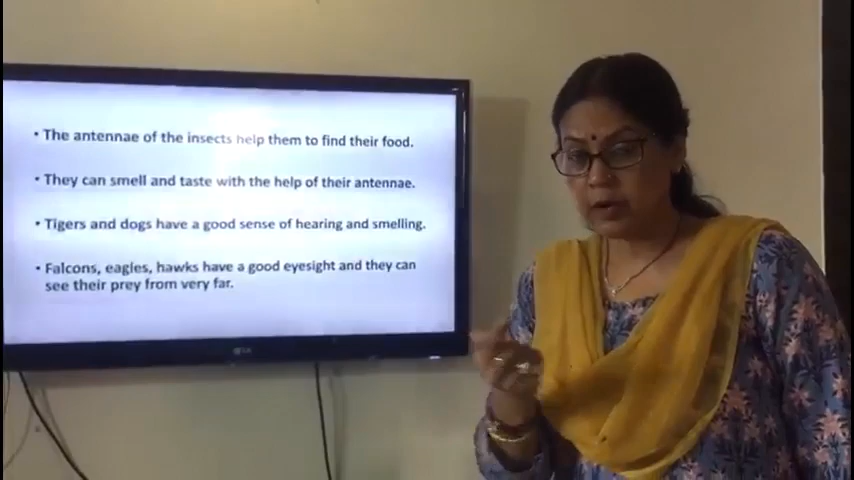 • The antennae of the insects help them to find their food.
• They can smell and taste with the help of their antennae.
• Tigers and dogs have a good sense of hearing and smelling.
• Falcons, eagles, hawks have a good eyesight and they can
see their prey from very far.